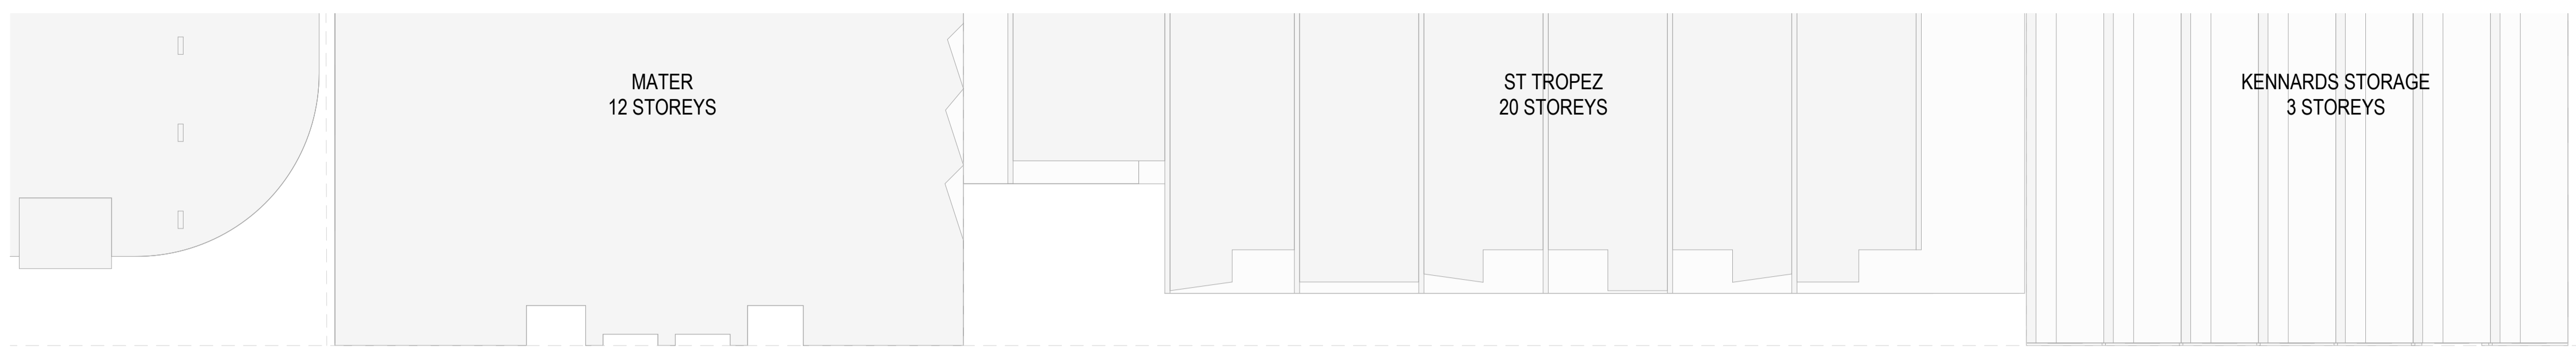 MATER
12 STOREYS
ST TROPEZ
20 STOREYS
KENNARDS STORAGE
3 STOREYS